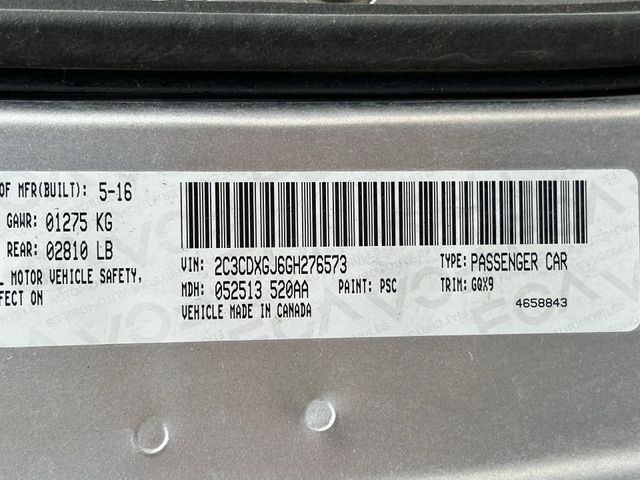 OF MFR(BUILT): 5-16
GAWR: 01275 KG
REAR: 02810 LB
MOTOR VEHICLE SAFETY,
FECT ON
VIN: 2C3CDXGJ6GH276573
TYPE: PASSENGER CAR
MDH: 052513 520AA PAINT: PSC TRIM: GQX9
VEHICLE MADE IN CANADA
4658843